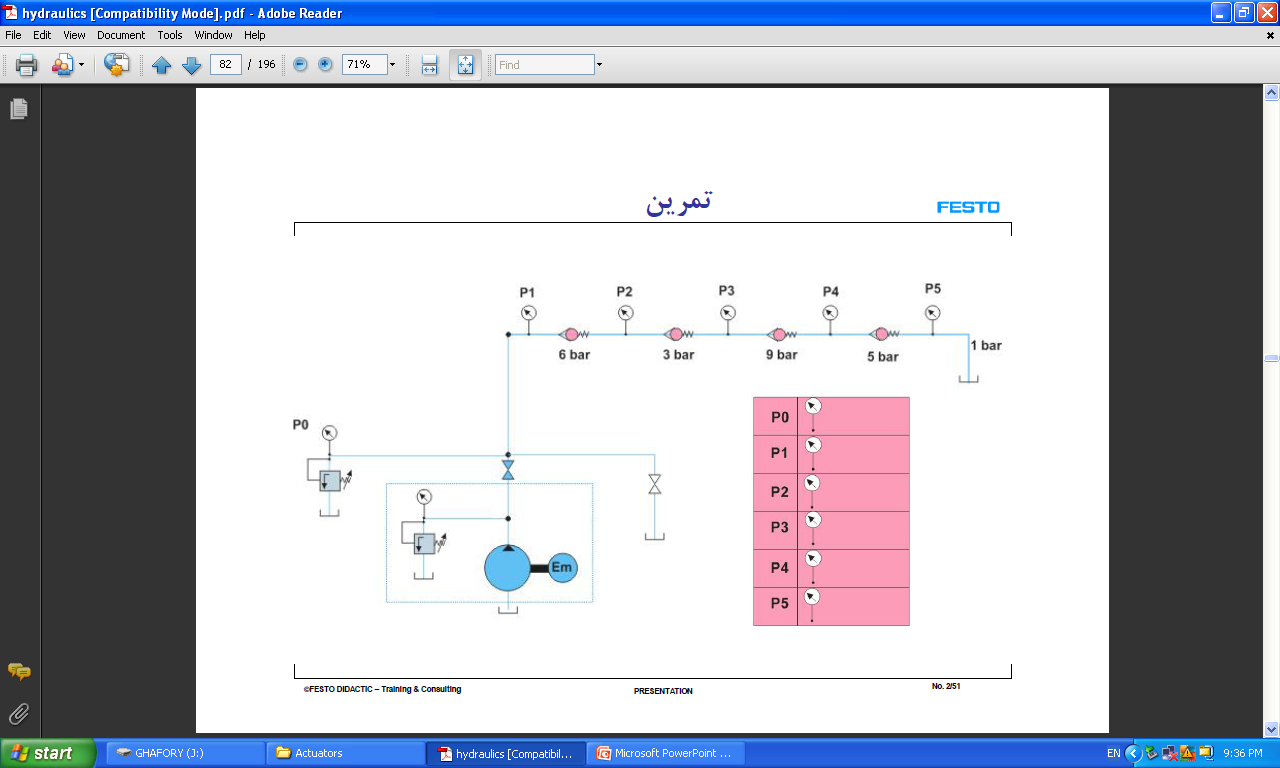 hydraulics [Compatibility Mode].pdf - Adobe Reader
File Edit View Document Tools Window Help
82 / 196 71% Find
تمرین
FESTO
P1 P2 P3 P4 P5
6 bar 3 bar 9 bar 5 bar 1 bar
P0
Em
P0
P1
P2
P3
P4
P5
©FESTO DIDACTIC – Training & Consulting PRESENTATION No. 2/51
start GHAFORY (J:) Actuators hydraulics [Compatibil... Microsoft PowerPoint ... EN 9:36 PM